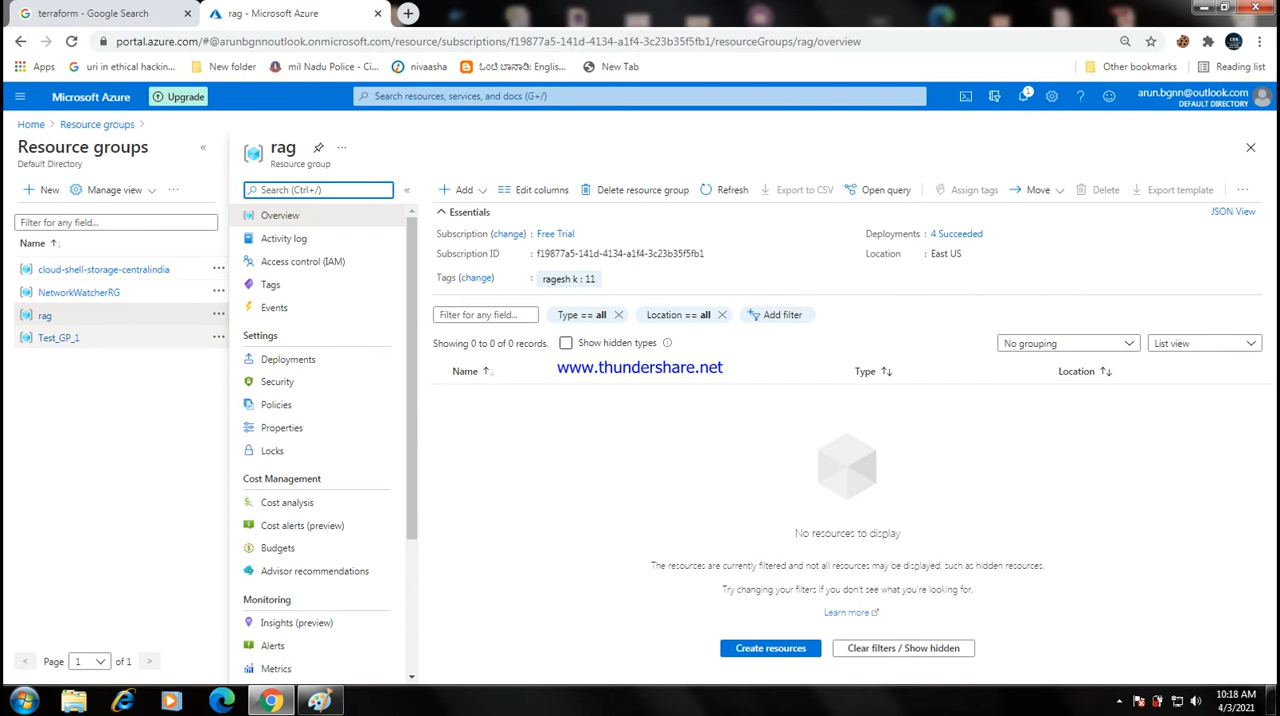 terraform - Google Search
rag - Microsoft Azure
portal.azure.com/#@arunbgnnoutlook.onmicrosoft.com/resource/subscriptions/f19877a5-141d-4134-a1f4-3c23b35f5fb1/resourceGroups/rag/overview
Apps uri in ethical hackin... New folder mil Nadu Police - Ci... nivaasha ಓಂಟಿ ಬಾನಾಡಿ: Englis... New Tab Other bookmarks Reading list
Microsoft Azure Upgrade Search resources, services, and docs (G+/) 1 arun.bgnn@outlook.com
DEFAULT DIRECTORY
Home > Resource groups >
Resource groups «
Default Directory
New Manage view ...
Filter for any field...
Name ↑
cloud-shell-storage-centralindia ...
NetworkWatcherRG ...
rag ...
Test_GP_1 ...
< Page 1 of 1 >
rag ...
Resource group
Search (Ctrl+/) «
Overview
Activity log
Access control (IAM)
Tags
Events
Settings
Deployments
Security
Policies
Properties
Locks
Cost Management
Cost analysis
Cost alerts (preview)
Budgets
Advisor recommendations
Monitoring
Insights (preview)
Alerts
Metrics
Add Edit columns Delete resource group Refresh Export to CSV Open query Assign tags Move Delete Export template ...
Essentials JSON View
Subscription (change) : Free Trial Deployments : 4 Succeeded
Subscription ID : f19877a5-141d-4134-a1f4-3c23b35f5fb1 Location : East US
Tags (change) : ragesh k : 11
Filter for any field... Type == all Location == all Add filter
Showing 0 to 0 of 0 records. Show hidden types No grouping List view
www.thundershare.net
Name ↑↓ Type ↑↓ Location ↑↓
No resources to display
The resources are currently filtered and not all resources may be displayed, such as hidden resources.
Try changing your filters if you don't see what you're looking for.
Learn more
Create resources Clear filters / Show hidden
10:18 AM
4/3/2021